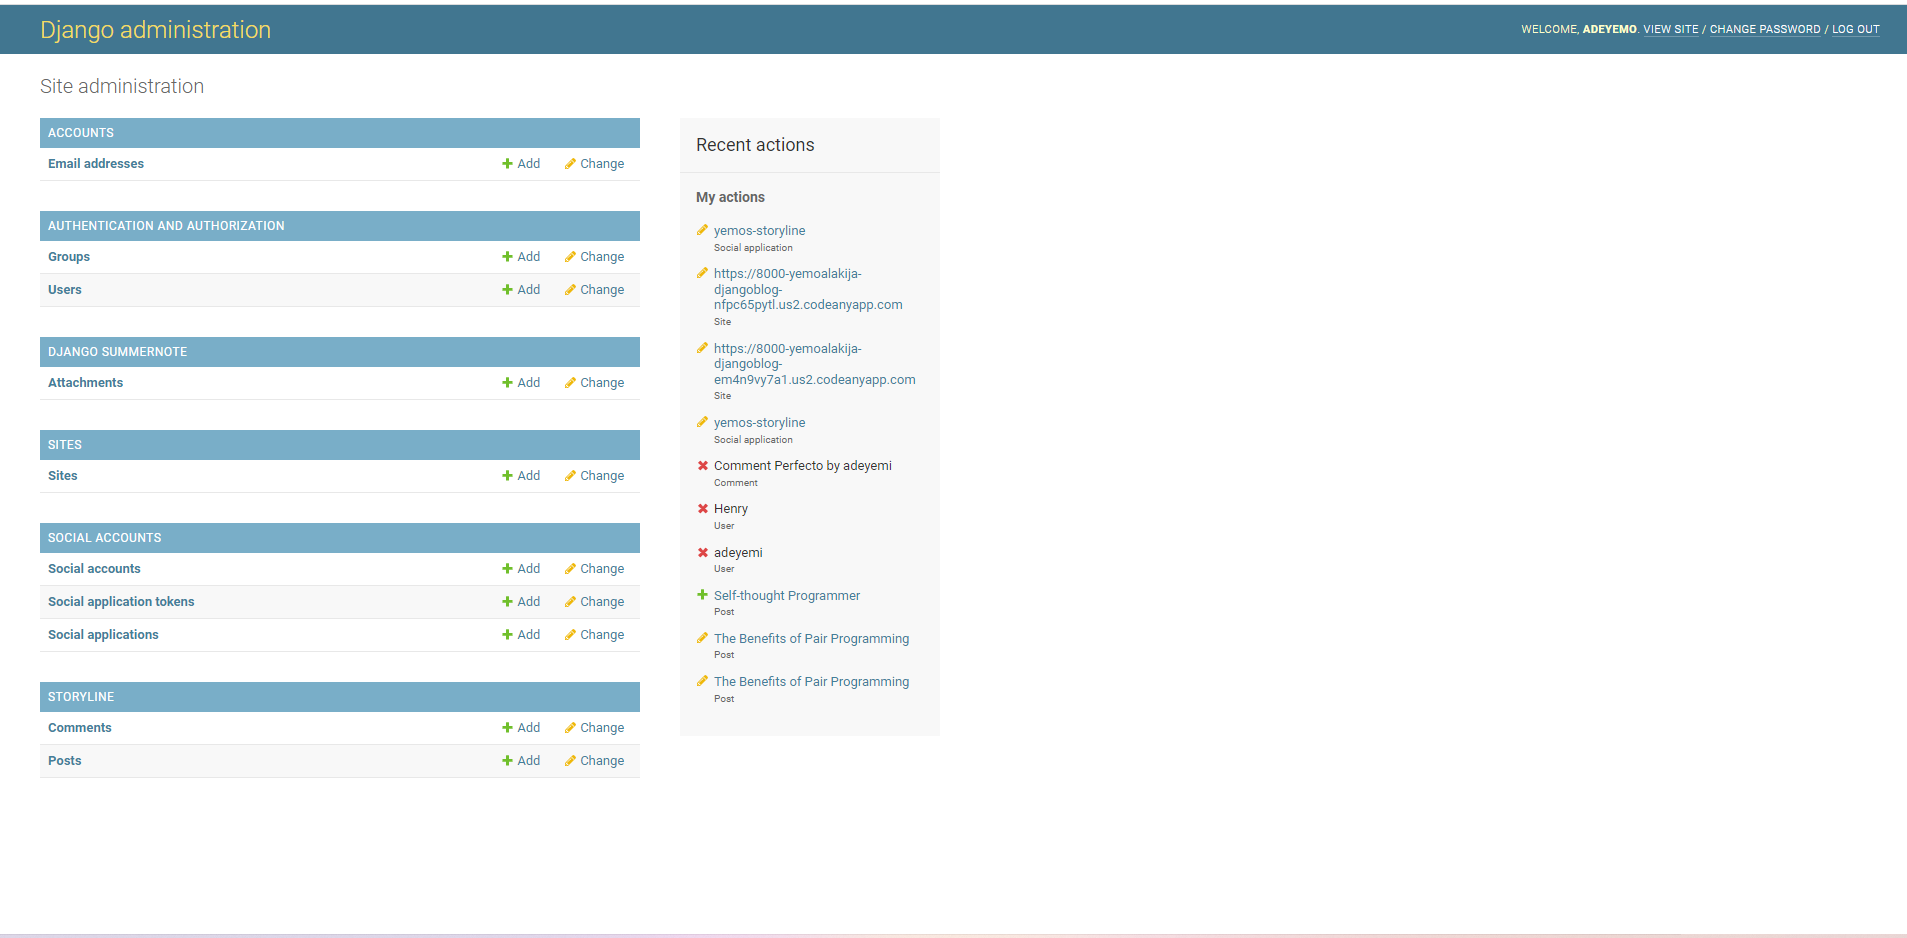 Django administration
WELCOME, ADEYEMO. VIEW SITE / CHANGE PASSWORD / LOG OUT
Site administration
ACCOUNTS
Email addresses Add Change
AUTHENTICATION AND AUTHORIZATION
Groups Add Change
Users Add Change
DJANGO SUMMERNOTE
Attachments Add Change
SITES
Sites Add Change
SOCIAL ACCOUNTS
Social accounts Add Change
Social application tokens Add Change
Social applications Add Change
STORYLINE
Comments Add Change
Posts Add Change
Recent actions
My actions
yemos-storyline
Social application
https://8000-yemoalakija-
djangoblog-
nfpc65pytl.us2.codeanyapp.com
Site
https://8000-yemoalakija-
djangoblog-
em4n9vy7a1.us2.codeanyapp.com
Site
yemos-storyline
Social application
Comment Perfecto by adeyemi
Comment
Henry
User
adeyemi
User
Self-thought Programmer
Post
The Benefits of Pair Programming
Post
The Benefits of Pair Programming
Post